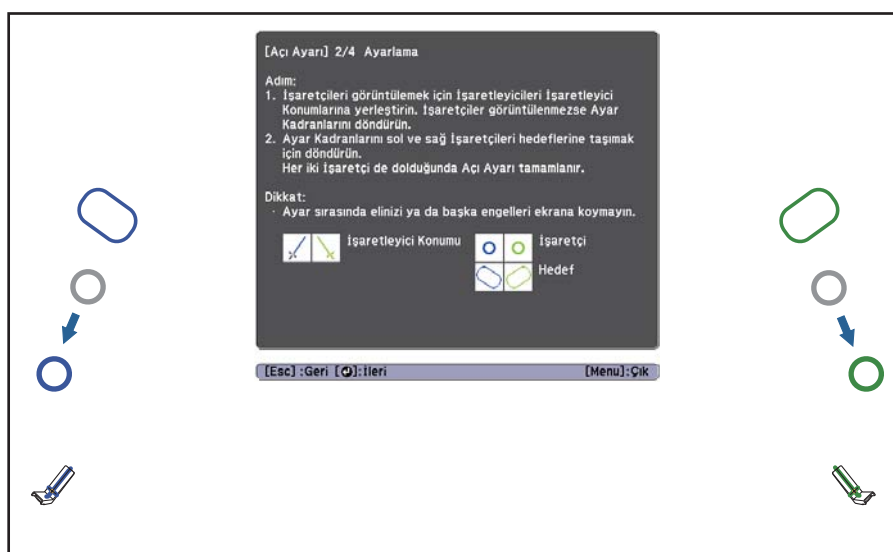 [Açı Ayarı] 2/4 Ayarlama
Adım:
1. İşaretçileri görüntülemek için İşaretleyicileri İşaretleyici
Konumlarına yerleştirin. İşaretçiler görüntülenmezse Ayar
Kadranlarını döndürün.
2. Ayar Kadranlarını sol ve sağ İşaretçileri hedeflerine taşımak
için döndürün.
Her iki İşaretçi de dolduğunda Açı Ayarı tamamlanır.
Dikkat:
· Ayar sırasında elinizi ya da başka engelleri ekrana koymayın.
İşaretleyici Konumu
İşaretçi
Hedef
[Esc] :Geri [⏎]:İleri [Menu]:Çık